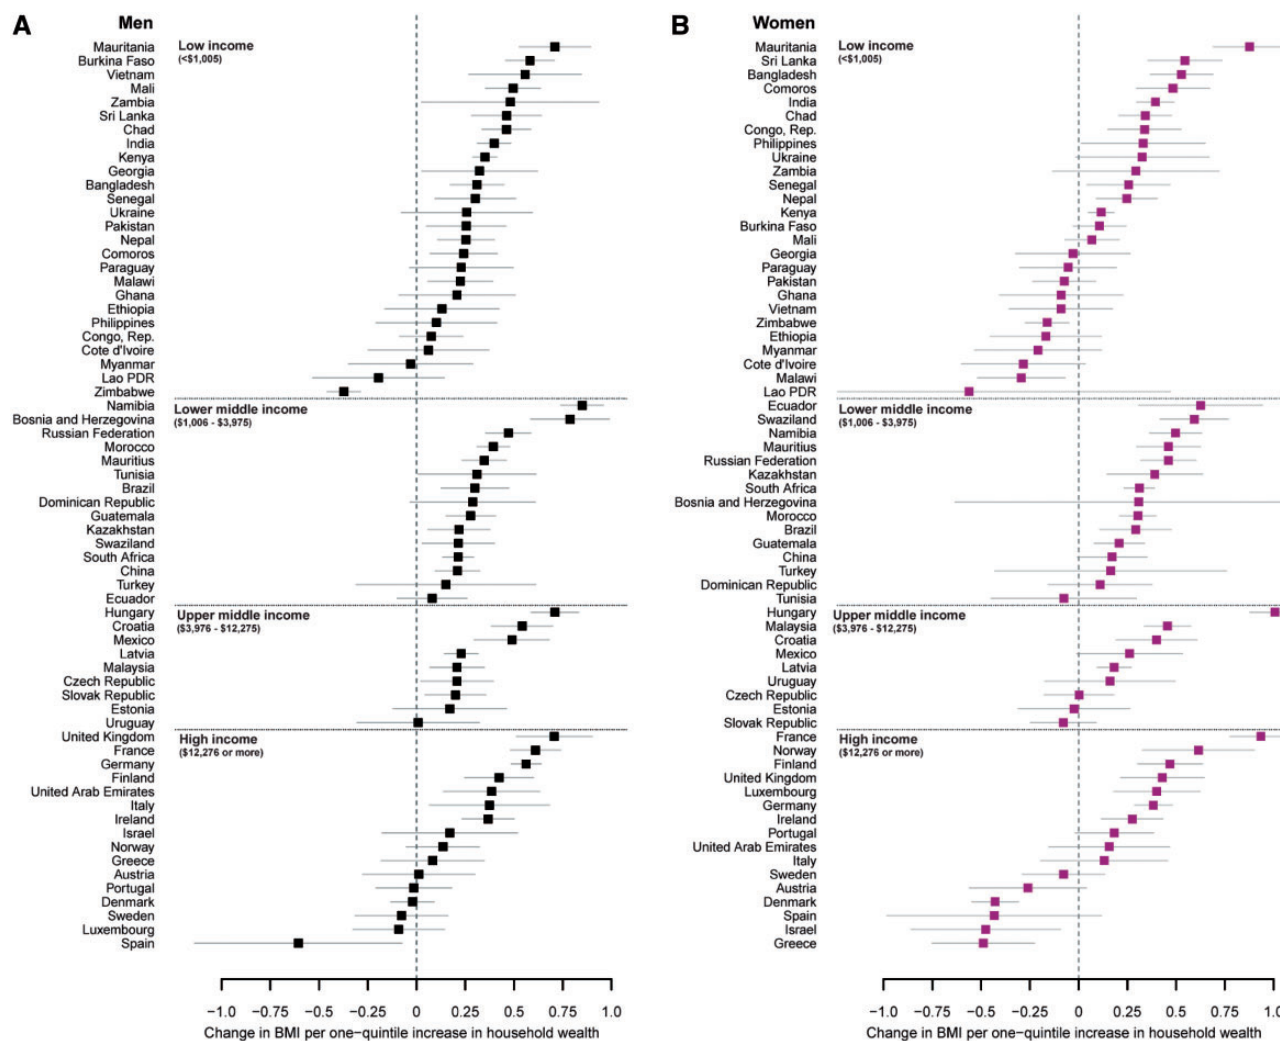 A
Men
Low income
(<$1,005)
Mauritania
Burkina Faso
Vietnam
Mali
Zambia
Sri Lanka
Chad
India
Kenya
Georgia
Bangladesh
Senegal
Ukraine
Pakistan
Nepal
Comoros
Paraguay
Malawi
Ghana
Ethiopia
Philippines
Congo, Rep.
Cote d'Ivoire
Myanmar
Lao PDR
Zimbabwe
Lower middle income
($1,006 - $3,975)
Namibia
Bosnia and Herzegovina
Russian Federation
Morocco
Mauritius
Tunisia
Brazil
Dominican Republic
Guatemala
Kazakhstan
Swaziland
South Africa
China
Turkey
Ecuador
Upper middle income
($3,976 - $12,275)
Hungary
Croatia
Mexico
Latvia
Malaysia
Czech Republic
Slovak Republic
Estonia
Uruguay
High income
($12,276 or more)
United Kingdom
France
Germany
Finland
United Arab Emirates
Italy
Ireland
Israel
Norway
Greece
Austria
Portugal
Denmark
Sweden
Luxembourg
Spain
−1.0 −0.75 −0.5 −0.25 0 0.25 0.5 0.75 1.0
Change in BMI per one−quintile increase in household wealth
B
Women
Low income
(<$1,005)
Mauritania
Sri Lanka
Bangladesh
Comoros
India
Chad
Congo, Rep.
Philippines
Ukraine
Zambia
Senegal
Nepal
Kenya
Burkina Faso
Mali
Georgia
Paraguay
Pakistan
Ghana
Vietnam
Zimbabwe
Ethiopia
Myanmar
Cote d'Ivoire
Malawi
Lao PDR
Lower middle income
($1,006 - $3,975)
Ecuador
Swaziland
Namibia
Mauritius
Russian Federation
Kazakhstan
South Africa
Bosnia and Herzegovina
Morocco
Brazil
Guatemala
China
Turkey
Dominican Republic
Tunisia
Upper middle income
($3,976 - $12,275)
Hungary
Malaysia
Croatia
Mexico
Latvia
Uruguay
Czech Republic
Estonia
Slovak Republic
High income
($12,276 or more)
France
Norway
Finland
United Kingdom
Luxembourg
Germany
Ireland
Portugal
United Arab Emirates
Italy
Sweden
Austria
Denmark
Spain
Israel
Greece
−1.0 −0.75 −0.5 −0.25 0 0.25 0.5 0.75 1.0
Change in BMI per one−quintile increase in household wealth